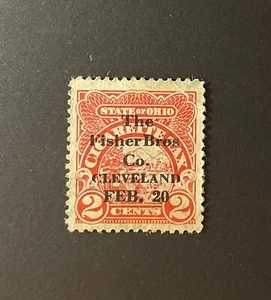 STATE OF OHIO
The
Fisher Bros
Co.
CLEVELAND
FEB. 20
2 CENTS 2